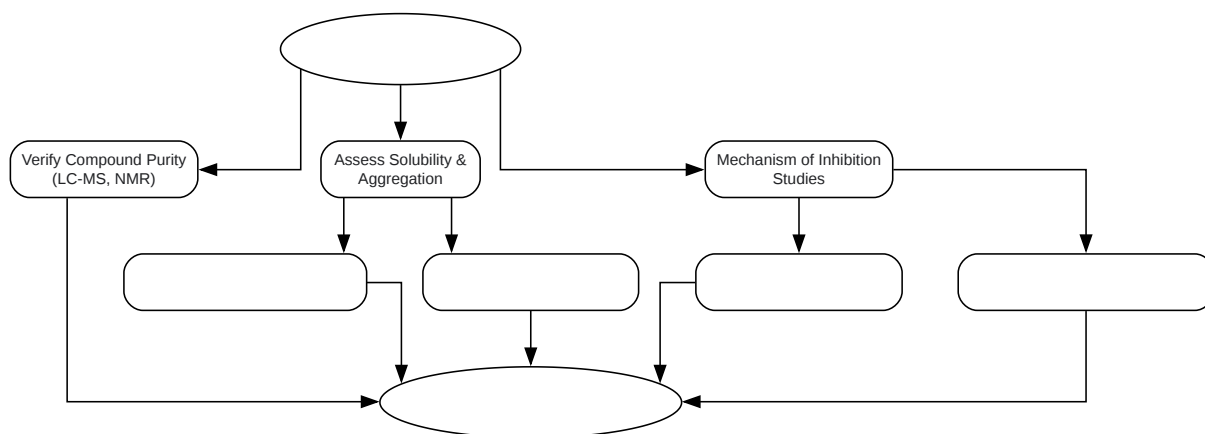 Verify Compound Purity
(LC-MS, NMR)
Assess Solubility &
Aggregation
Mechanism of Inhibition
Studies